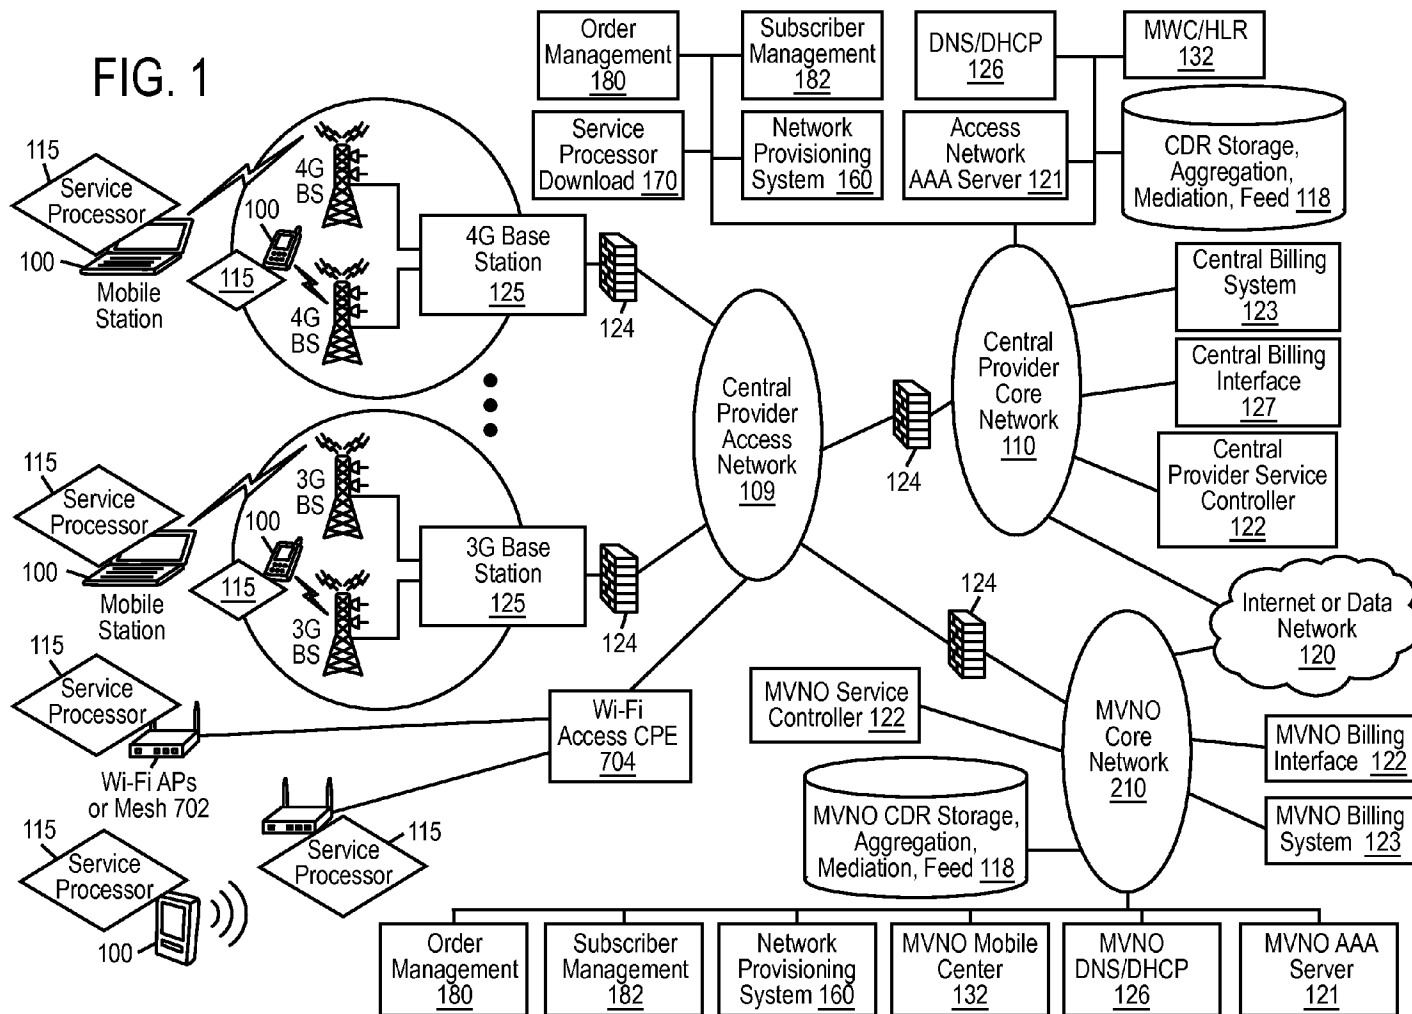 FIG. 1
Order
Management
180
Subscriber
Management
182
DNS/DHCP
126
MWC/HLR
132
Service
Processor
Download 170
Network
Provisioning
System 160
Access
Network
AAA Server 121
CDR Storage,
Aggregation,
Mediation, Feed 118
115
Service
Processor
100
Mobile
Station
4G
BS
100
115
4G
BS
4G Base
Station
125
124
Central
Provider
Access
Network
109
124
Central
Provider
Core
Network
110
Central Billing
System
123
Central Billing
Interface
127
Central
Provider Service
Controller
122
115
Service
Processor
100
Mobile
Station
3G
BS
100
115
3G
BS
3G Base
Station
125
124
124
Internet or Data
Network
120
115
Service
Processor
Wi-Fi APs
or Mesh 702
Wi-Fi
Access CPE
704
MVNO Service
Controller 122
MVNO
Core
Network
210
MVNO Billing
Interface 122
MVNO Billing
System 123
MVNO CDR Storage,
Aggregation,
Mediation, Feed 118
115
Service
Processor
100
115
Service
Processor
Order
Management
180
Subscriber
Management
182
Network
Provisioning
System 160
MVNO Mobile
Center
132
MVNO
DNS/DHCP
126
MVNO AAA
Server
121